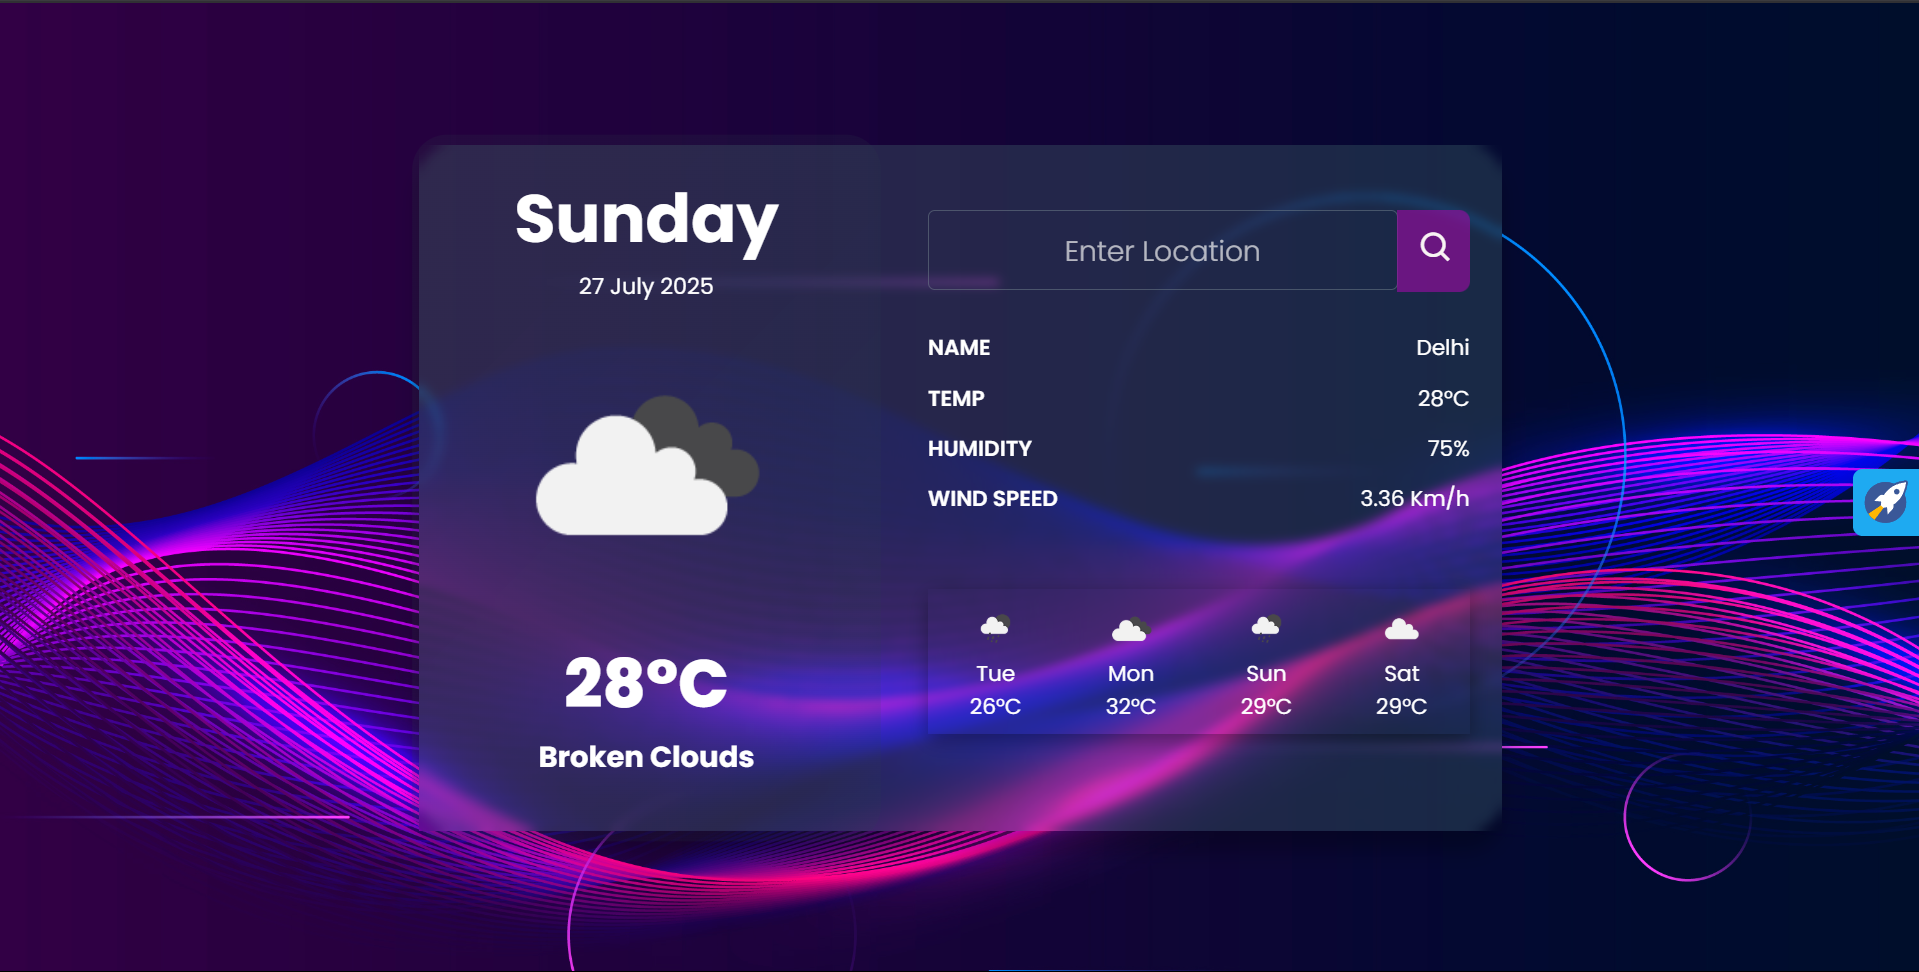 Sunday
27 July 2025
28°C
Broken Clouds
Enter Location
NAME Delhi
TEMP 28°C
HUMIDITY 75%
WIND SPEED 3.36 Km/h
Tue Mon Sun Sat
26°C 32°C 29°C 29°C